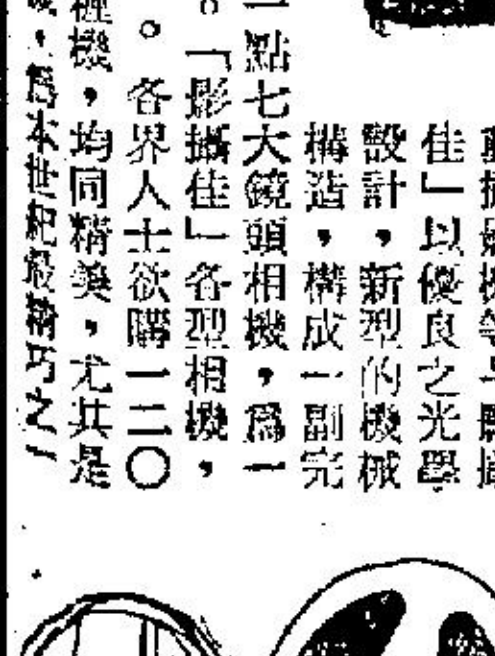 佳」以優良之光學
設計，新型的機械
構造，構成一副完
一點七大鏡頭相機，爲一
。「影攝佳」各型相機，
。各界人士欲購一二〇
機，均同精美，尤其是
，爲本世紀最精巧之一